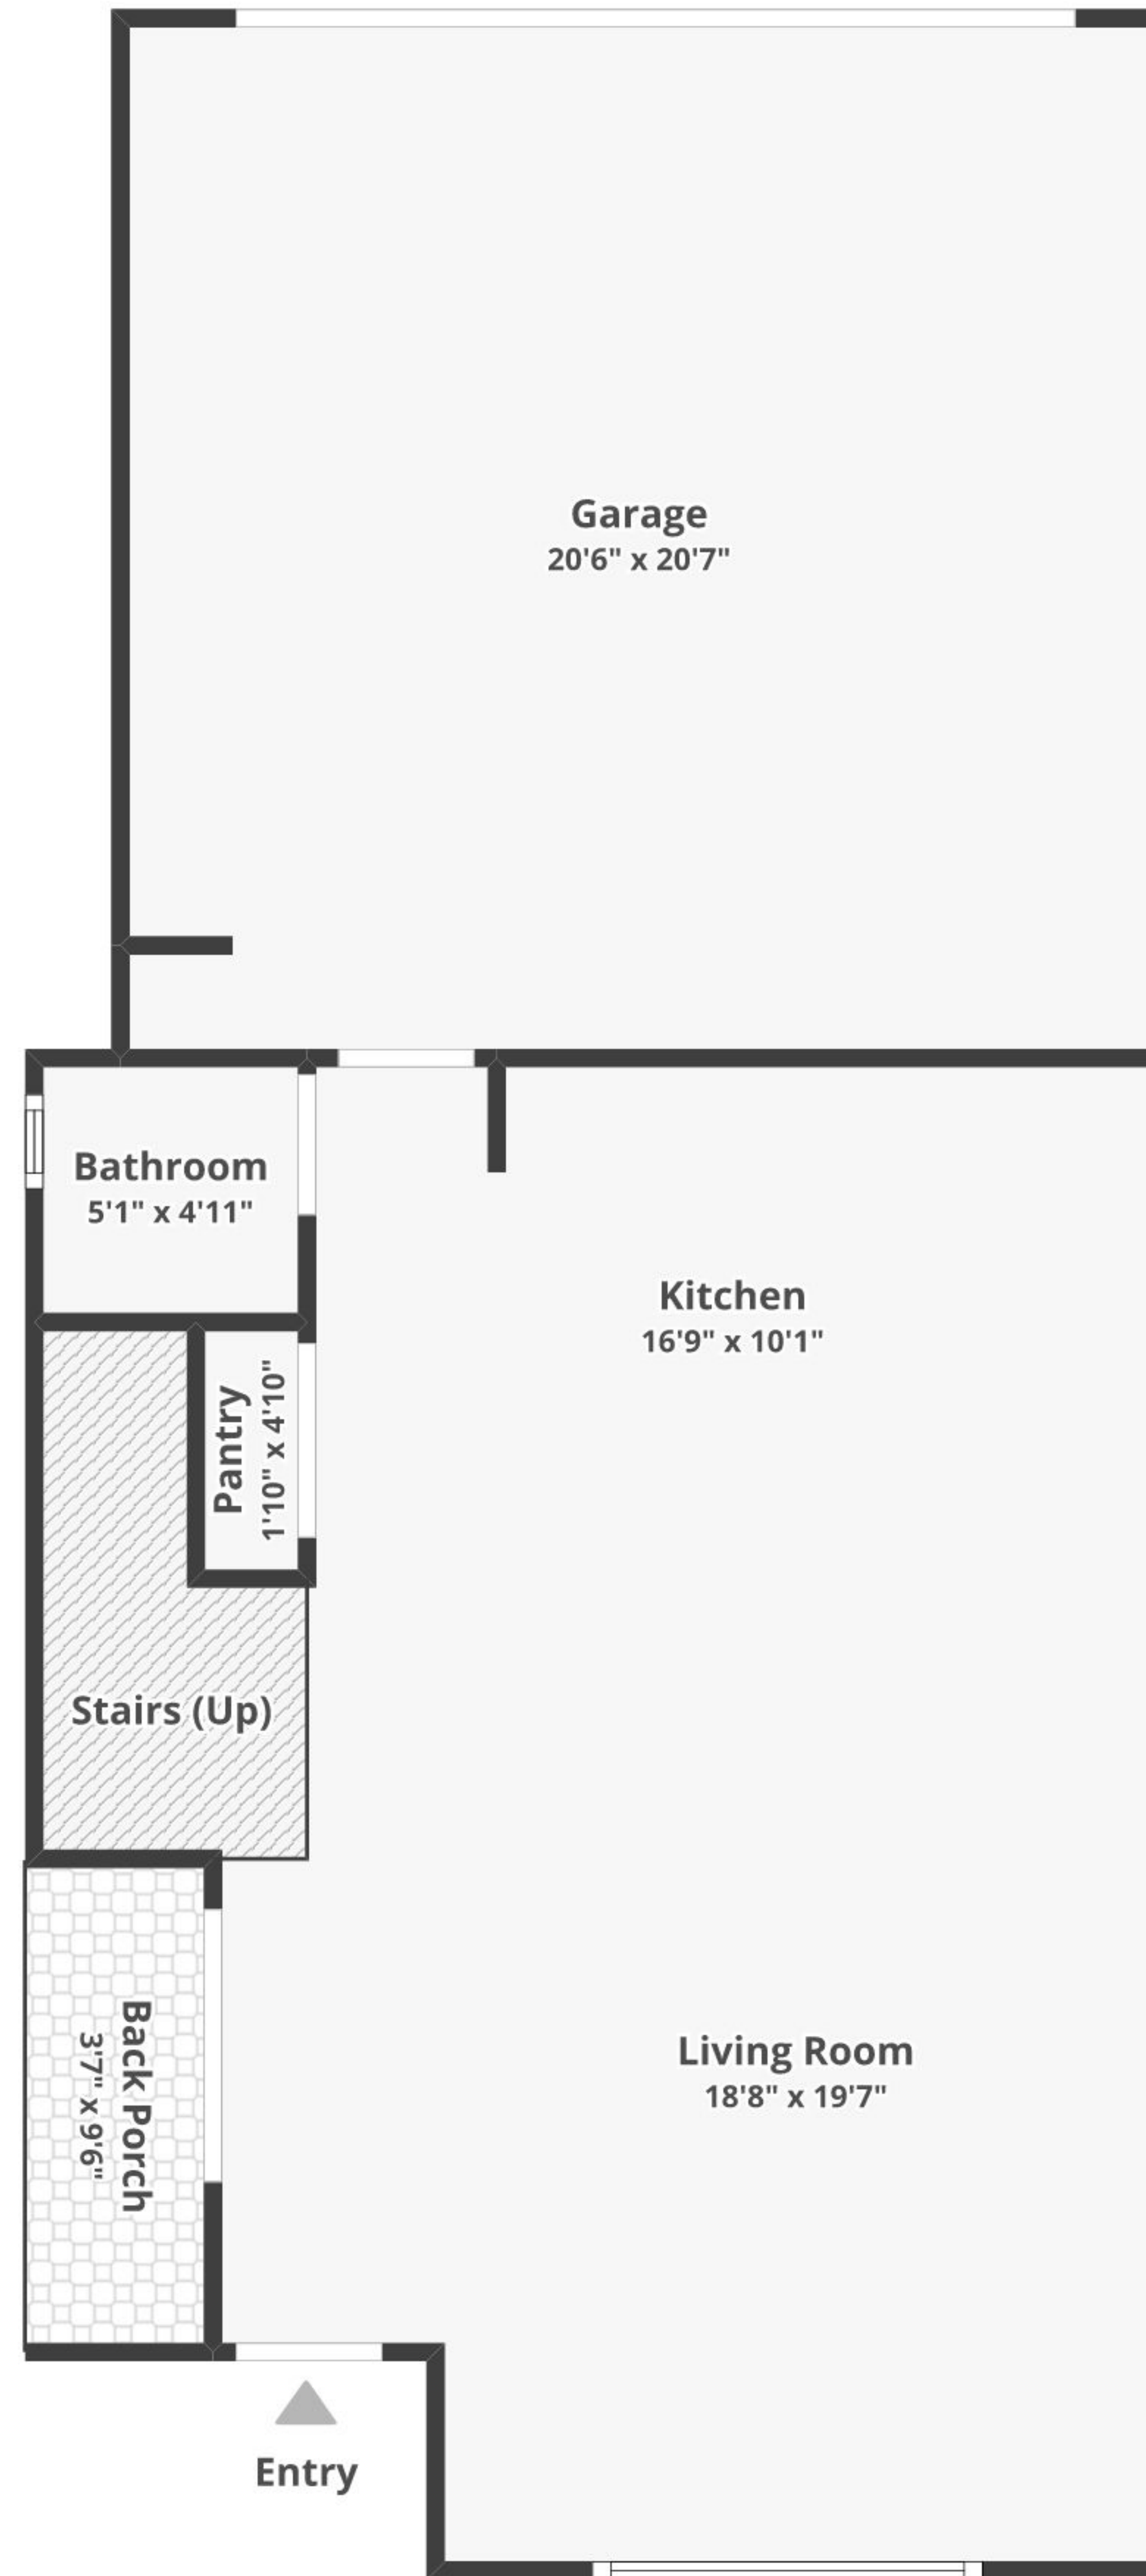 Garage
20'6" x 20'7"
Bathroom
5'1" x 4'11"
Kitchen
16'9" x 10'1"
Pantry
1'10" x 4'10"
Stairs (Up)
Back Porch
3'7" x 9'6"
Living Room
18'8" x 19'7"
Entry